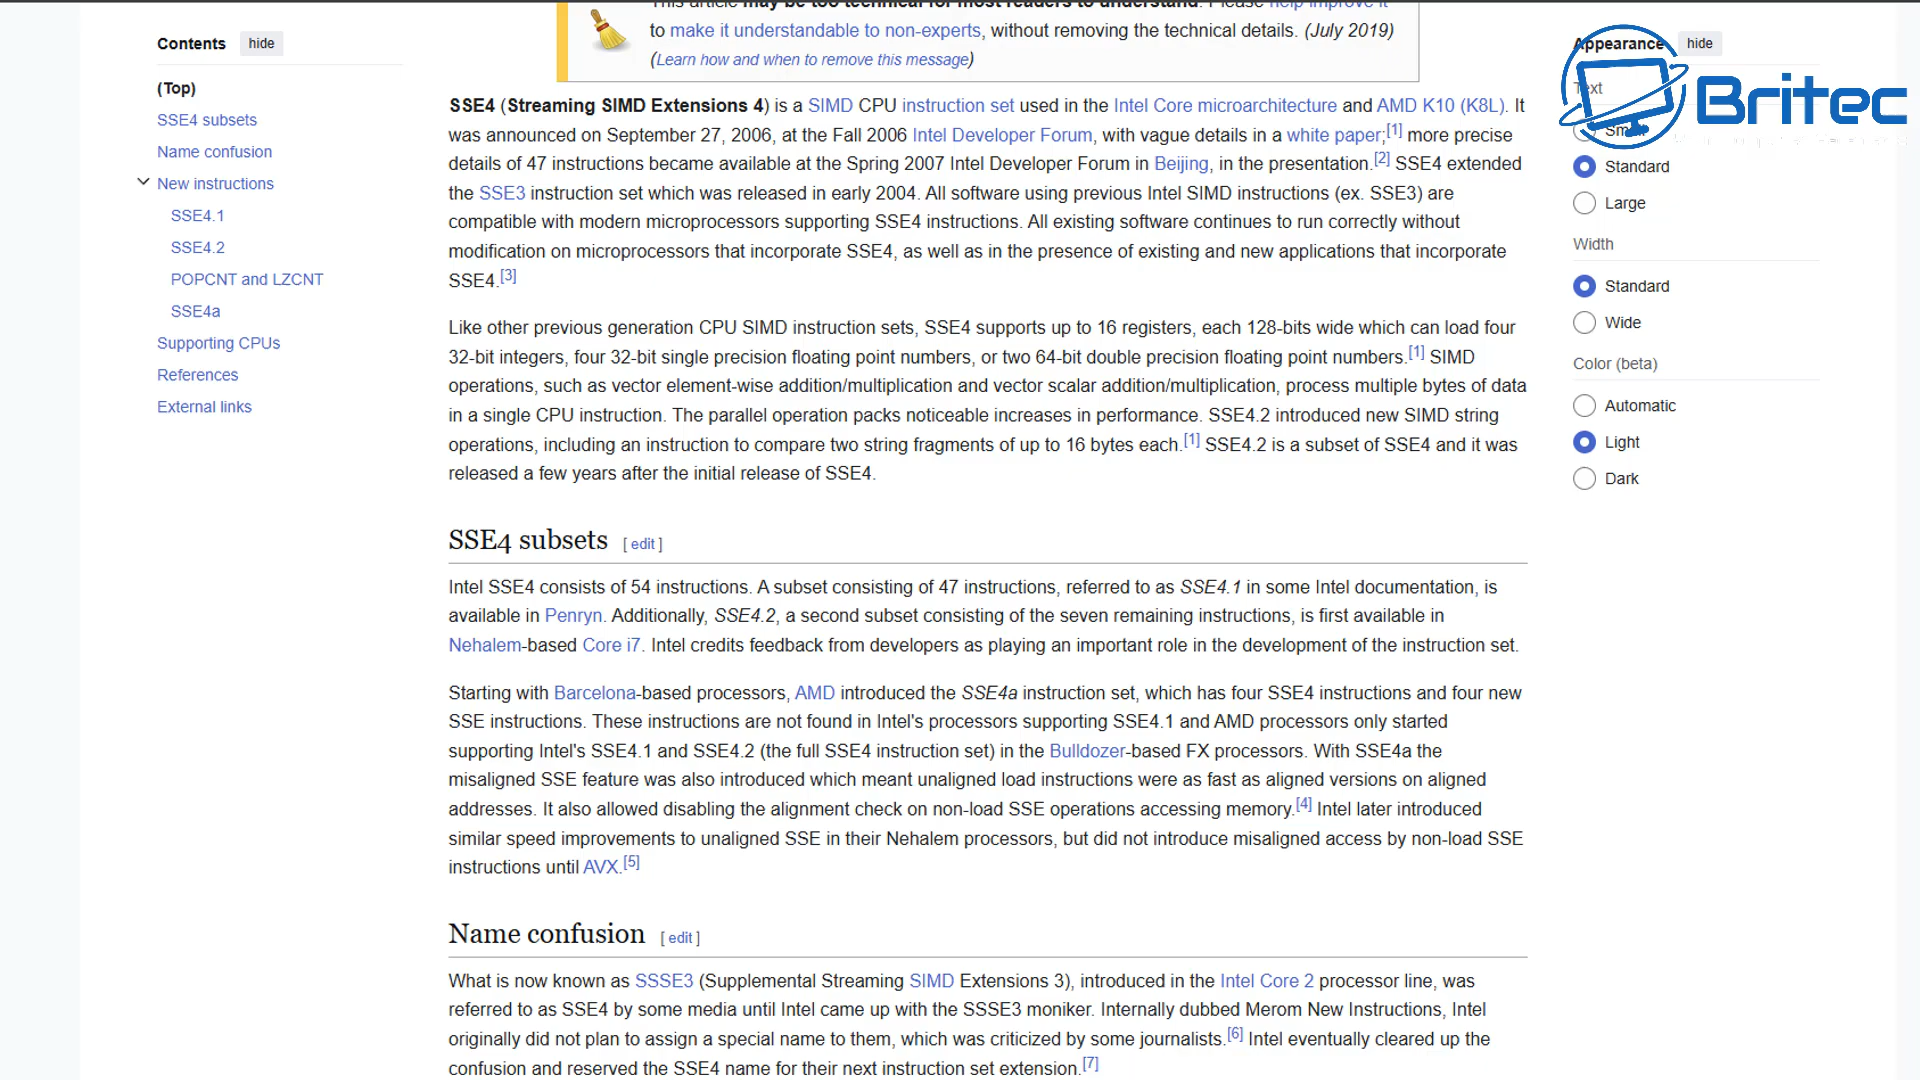 This article may be too technical for most readers to understand. Please help improve it
to make it understandable to non-experts, without removing the technical details. (July 2019)
(Learn how and when to remove this message)
Contents hide
(Top)
SSE4 subsets
Name confusion
New instructions
SSE4.1
SSE4.2
POPCNT and LZCNT
SSE4a
Supporting CPUs
References
External links
SSE4 (Streaming SIMD Extensions 4) is a SIMD CPU instruction set used in the Intel Core microarchitecture and AMD K10 (K8L). It
was announced on September 27, 2006, at the Fall 2006 Intel Developer Forum, with vague details in a white paper;[1] more precise
details of 47 instructions became available at the Spring 2007 Intel Developer Forum in Beijing, in the presentation.[2] SSE4 extended
the SSE3 instruction set which was released in early 2004. All software using previous Intel SIMD instructions (ex. SSE3) are
compatible with modern microprocessors supporting SSE4 instructions. All existing software continues to run correctly without
modification on microprocessors that incorporate SSE4, as well as in the presence of existing and new applications that incorporate
SSE4.[3]
Like other previous generation CPU SIMD instruction sets, SSE4 supports up to 16 registers, each 128-bits wide which can load four
32-bit integers, four 32-bit single precision floating point numbers, or two 64-bit double precision floating point numbers.[1] SIMD
operations, such as vector element-wise addition/multiplication and vector scalar addition/multiplication, process multiple bytes of data
in a single CPU instruction. The parallel operation packs noticeable increases in performance. SSE4.2 introduced new SIMD string
operations, including an instruction to compare two string fragments of up to 16 bytes each.[1] SSE4.2 is a subset of SSE4 and it was
released a few years after the initial release of SSE4.
SSE4 subsets [ edit ]
Intel SSE4 consists of 54 instructions. A subset consisting of 47 instructions, referred to as SSE4.1 in some Intel documentation, is
available in Penryn. Additionally, SSE4.2, a second subset consisting of the seven remaining instructions, is first available in
Nehalem-based Core i7. Intel credits feedback from developers as playing an important role in the development of the instruction set.
Starting with Barcelona-based processors, AMD introduced the SSE4a instruction set, which has four SSE4 instructions and four new
SSE instructions. These instructions are not found in Intel's processors supporting SSE4.1 and AMD processors only started
supporting Intel's SSE4.1 and SSE4.2 (the full SSE4 instruction set) in the Bulldozer-based FX processors. With SSE4a the
misaligned SSE feature was also introduced which meant unaligned load instructions were as fast as aligned versions on aligned
addresses. It also allowed disabling the alignment check on non-load SSE operations accessing memory.[4] Intel later introduced
similar speed improvements to unaligned SSE in their Nehalem processors, but did not introduce misaligned access by non-load SSE
instructions until AVX.[5]
Name confusion [ edit ]
What is now known as SSSE3 (Supplemental Streaming SIMD Extensions 3), introduced in the Intel Core 2 processor line, was
referred to as SSE4 by some media until Intel came up with the SSSE3 moniker. Internally dubbed Merom New Instructions, Intel
originally did not plan to assign a special name to them, which was criticized by some journalists.[6] Intel eventually cleared up the
confusion and reserved the SSE4 name for their next instruction set extension.[7]
Appearance hide
Text
Small
Standard
Large
Width
Standard
Wide
Color (beta)
Automatic
Light
Dark
Britec